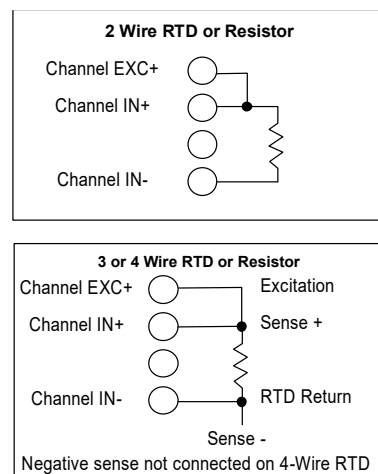 2 Wire RTD or Resistor
Channel EXC+
Channel IN+
Channel IN-
3 or 4 Wire RTD or Resistor
Channel EXC+ Excitation
Channel IN+ Sense +
Channel IN- RTD Return
Sense -
Negative sense not connected on 4-Wire RTD